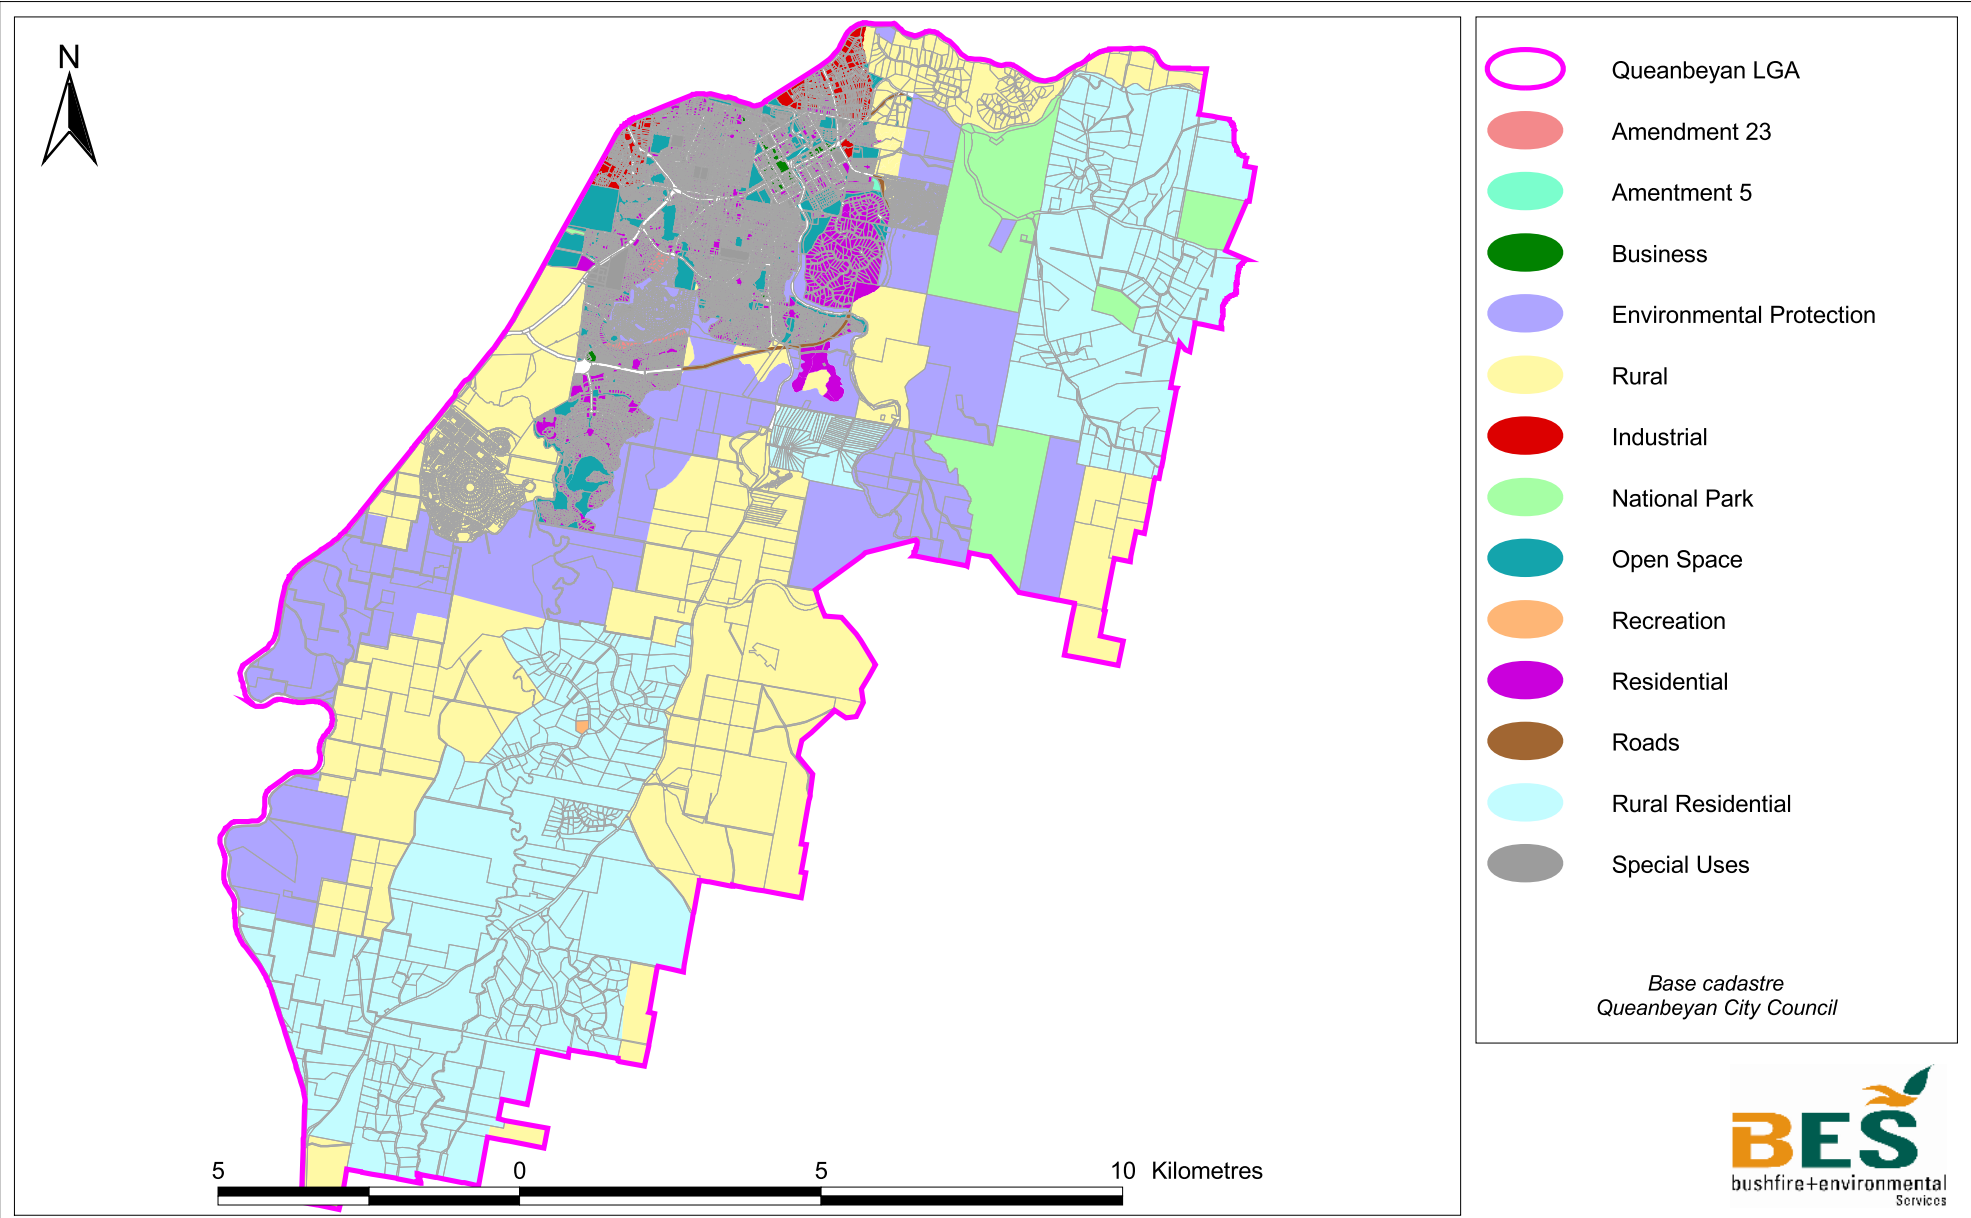 N
Queanbeyan LGA
Amendment 23
Amentment 5
Business
Environmental Protection
Rural
Industrial
National Park
Open Space
Recreation
Residential
Roads
Rural Residential
Special Uses
Base cadastre
Queanbeyan City Council
5 0 5 10 Kilometres
BES
bushfire+environmental
Services